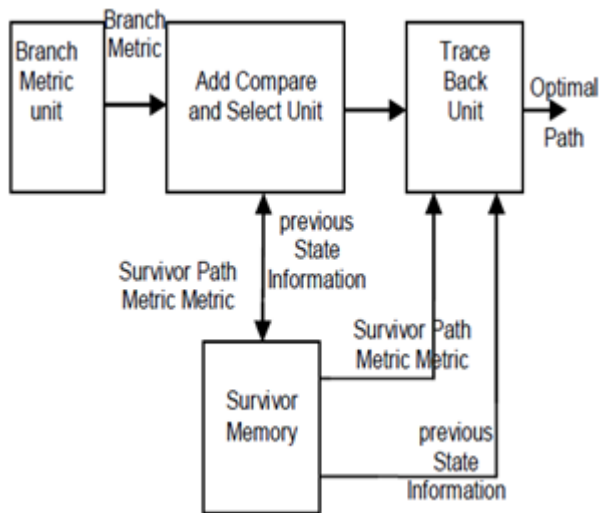 Branch
Metric
Branch
Metric
unit
Add Compare
and Select Unit
Trace
Back
Unit
Optimal
Path
previous
State
Information
Survivor Path
Metric Metric
Survivor Path
Metric Metric
Survivor
Memory
previous
State
Information